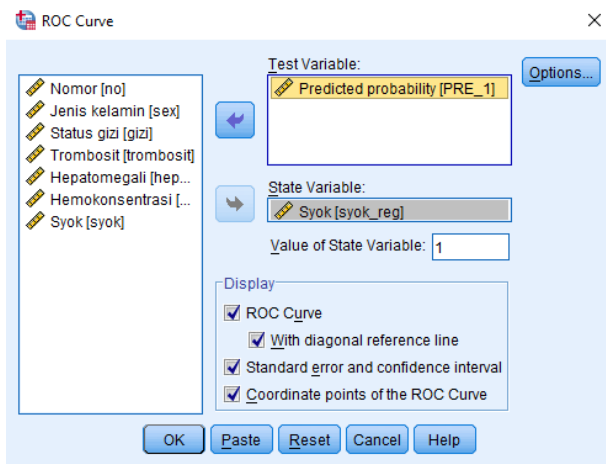 ROC Curve
Nomor [no]
Jenis kelamin [sex]
Status gizi [gizi]
Trombosit [trombosit]
Hepatomegali [hep...
Hemokonsentrasi [...
Syok [syok]
Test Variable:
Predicted probability [PRE_1]
Options...
State Variable:
Syok [syok_reg]
Value of State Variable: 1
Display
ROC Curve
With diagonal reference line
Standard error and confidence interval
Coordinate points of the ROC Curve
OK Paste Reset Cancel Help